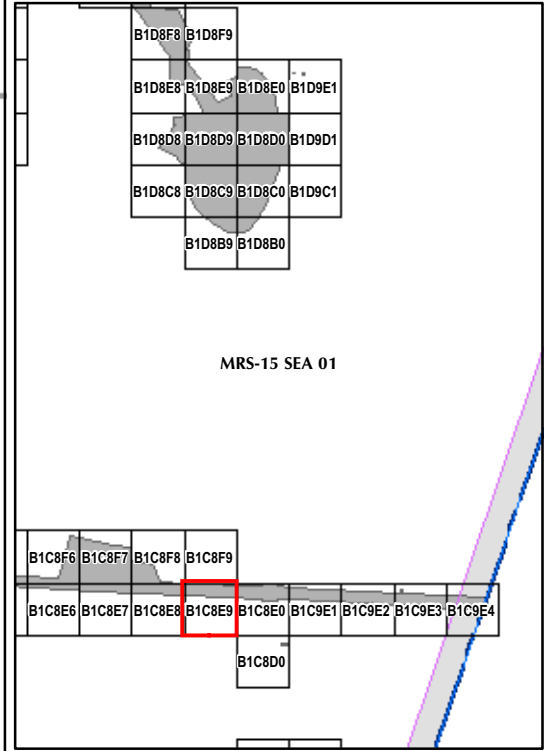 B1D8F8 B1D8F9
B1D8E8 B1D8E9 B1D8E0 B1D9E1
B1D8D8 B1D8D9 B1D8D0 B1D9D1
B1D8C8 B1D8C9 B1D8C0 B1D9C1
B1D8B9 B1D8B0
MRS-15 SEA 01
B1C8F6 B1C8F7 B1C8F8 B1C8F9
B1C8E6 B1C8E7 B1C8E8 B1C8E9 B1C8E0 B1C9E1 B1C9E2 B1C9E3 B1C9E4
B1C8D0